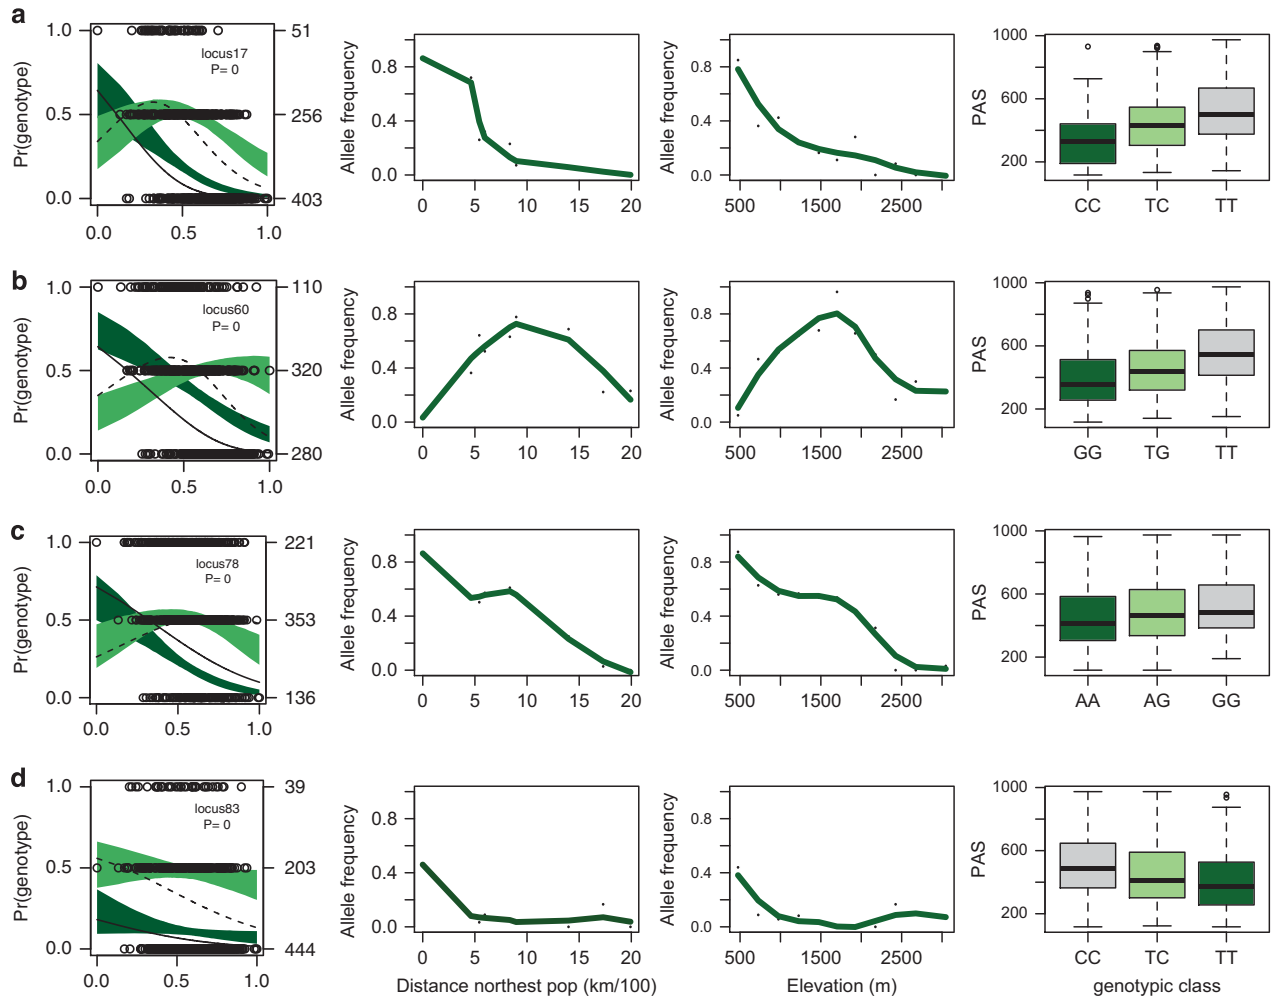 a
1.0
0.5
0.0
Pr(genotype)
locus17
P= 0
51
256
403
0.0 0.5 1.0
Allele frequency
0.8
0.4
0.0
0 5 10 15 20
Allele frequency
0.8
0.4
0.0
500 1500 2500
PAS
1000
600
200
CC TC TT
b
1.0
0.5
0.0
Pr(genotype)
locus60
P= 0
110
320
280
0.0 0.5 1.0
Allele frequency
0.8
0.4
0.0
0 5 10 15 20
Allele frequency
0.8
0.4
0.0
500 1500 2500
PAS
1000
600
200
GG TG TT
c
1.0
0.5
0.0
Pr(genotype)
locus78
P= 0
221
353
136
0.0 0.5 1.0
Allele frequency
0.8
0.4
0.0
0 5 10 15 20
Allele frequency
0.8
0.4
0.0
500 1500 2500
PAS
1000
600
200
AA AG GG
d
1.0
0.5
0.0
Pr(genotype)
locus83
P= 0
39
203
444
0.0 0.5 1.0
Allele frequency
0.8
0.4
0.0
0 5 10 15 20
Distance northest pop (km/100)
Allele frequency
0.8
0.4
0.0
500 1500 2500
Elevation (m)
PAS
1000
600
200
CC TC TT
genotypic class